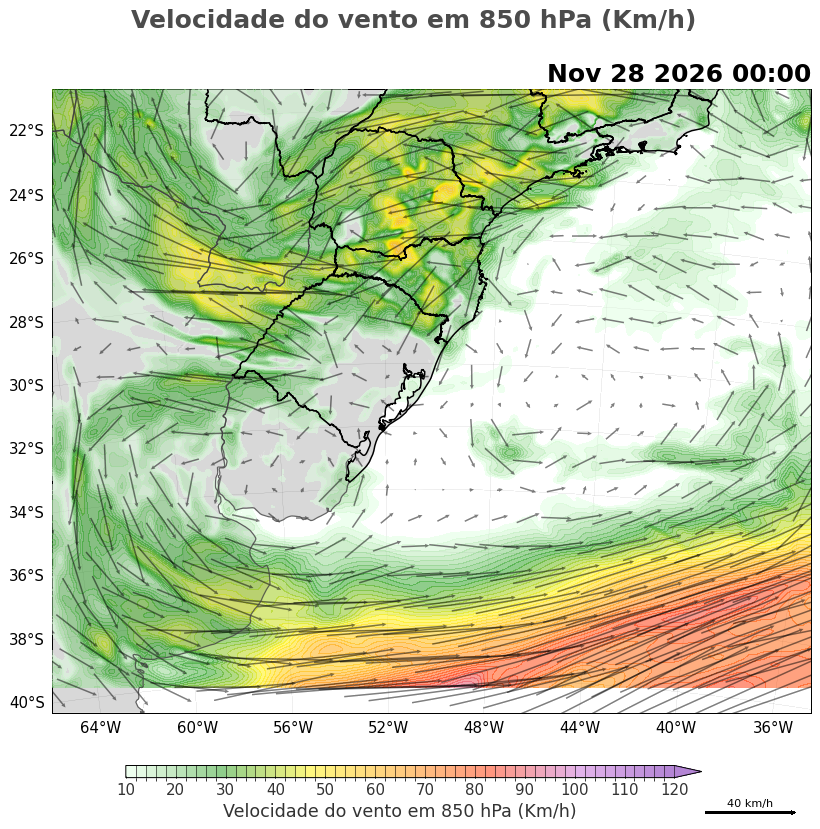 Velocidade do vento em 850 hPa (Km/h)
Nov 28 2026 00:00
22°S
24°S
26°S
28°S
30°S
32°S
34°S
36°S
38°S
40°S
64°W 60°W 56°W 52°W 48°W 44°W 40°W 36°W
10 20 30 40 50 60 70 80 90 100 110 120
Velocidade do vento em 850 hPa (Km/h)
40 km/h